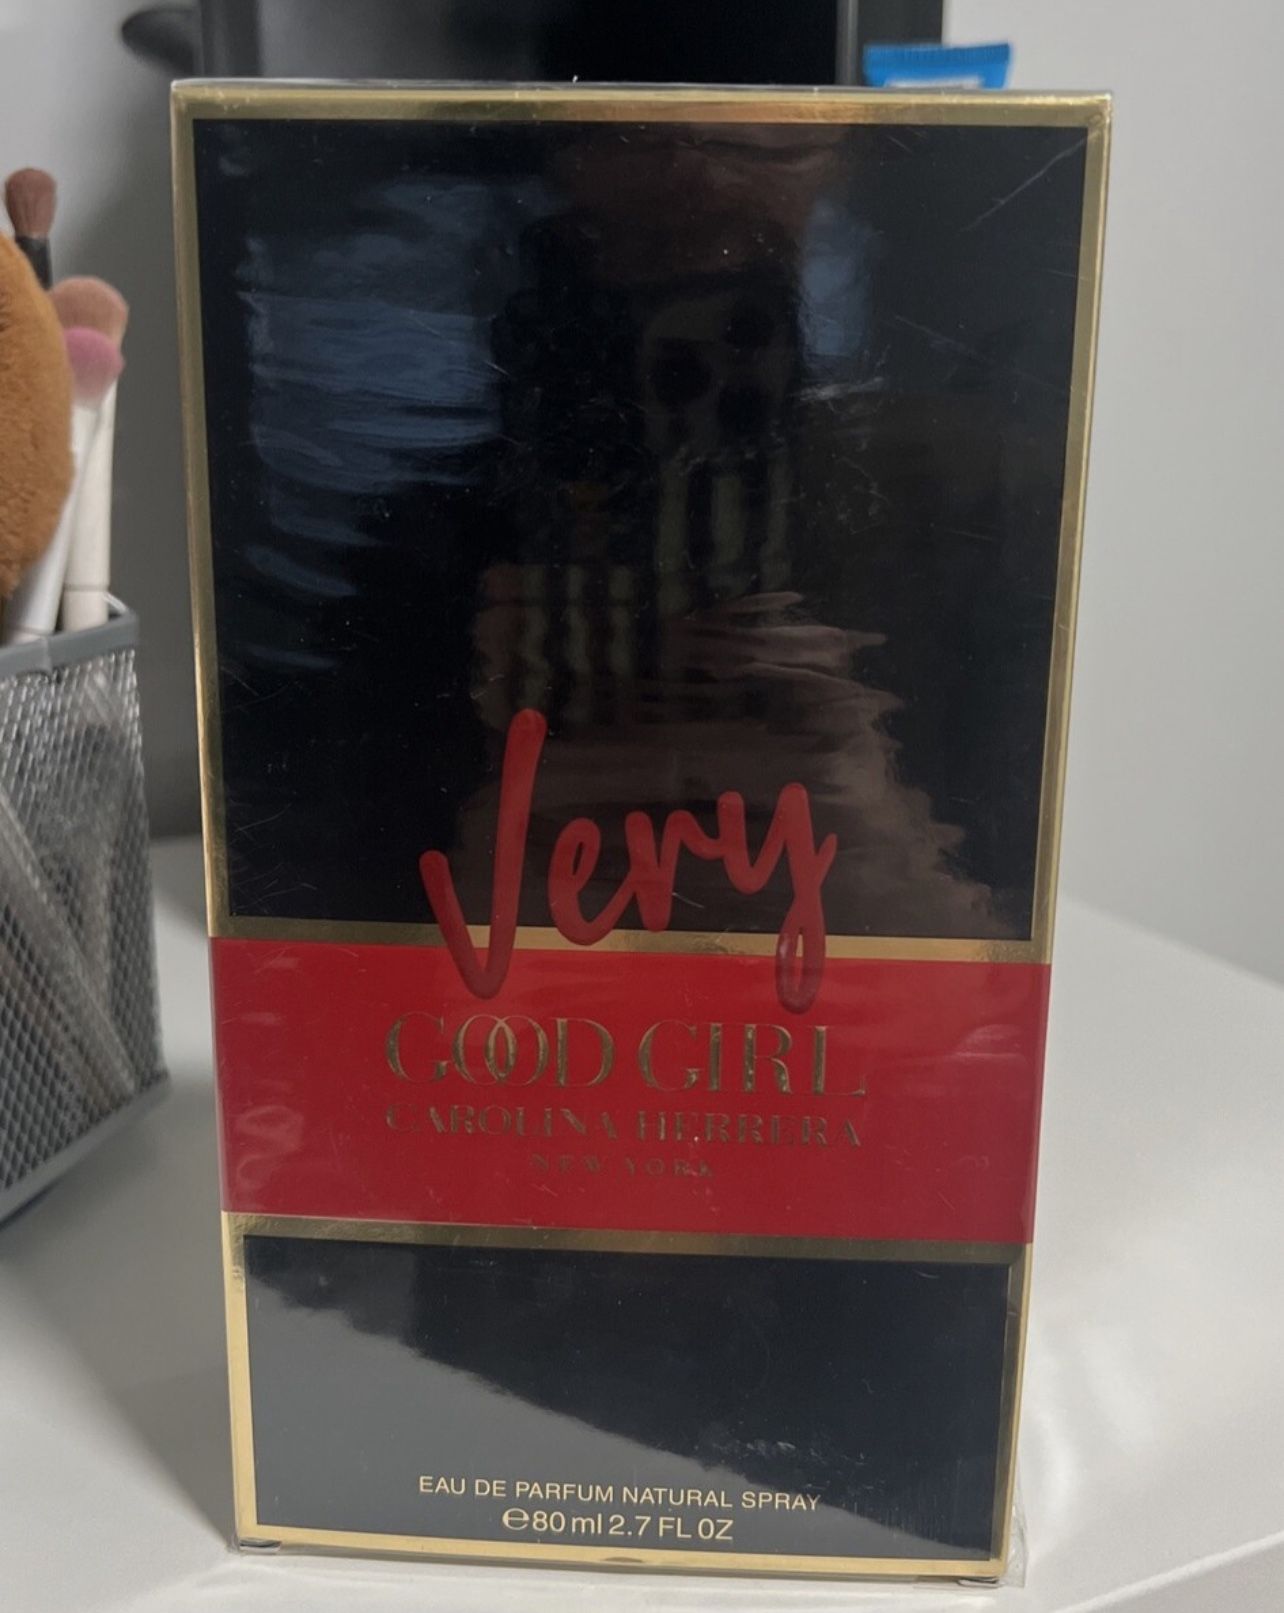 Very
GOOD GIRL
CAROLINA HERRERA
NEW YORK
EAU DE PARFUM NATURAL SPRAY
℮80 ml 2.7 FL OZ